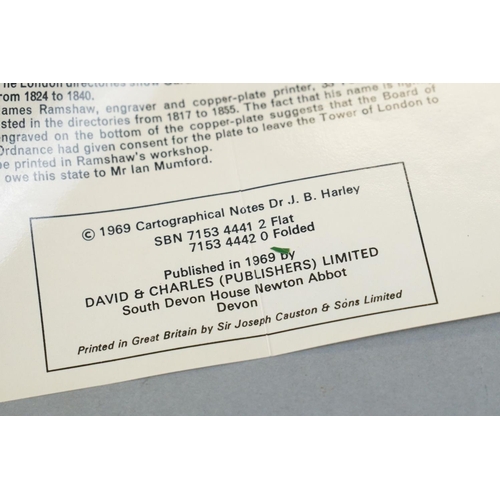 The London directories show
from 1824 to 1840.
James Ramshaw, engraver and copper-plate printer,
listed in the directories from 1817 to 1855. The fact that his name is
engraved on the bottom of the copper-plate suggests that the Board of
Ordnance had given consent for the plate to leave the Tower of London to
be printed in Ramshaw's workshop.
I owe this state to Mr Ian Mumford.
© 1969 Cartographical Notes Dr J. B. Harley
SBN 7153 4441 2 Flat
7153 4442 0 Folded
Published in 1969 by
DAVID & CHARLES (PUBLISHERS) LIMITED
South Devon House Newton Abbot
Devon
Printed in Great Britain by Sir Joseph Causton & Sons Limited